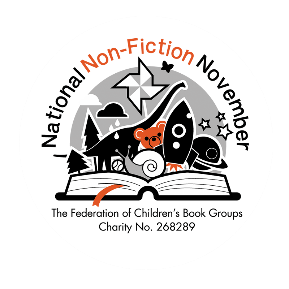 National Non-Fiction November
The Federation of Children's Book Groups
Charity No. 268289